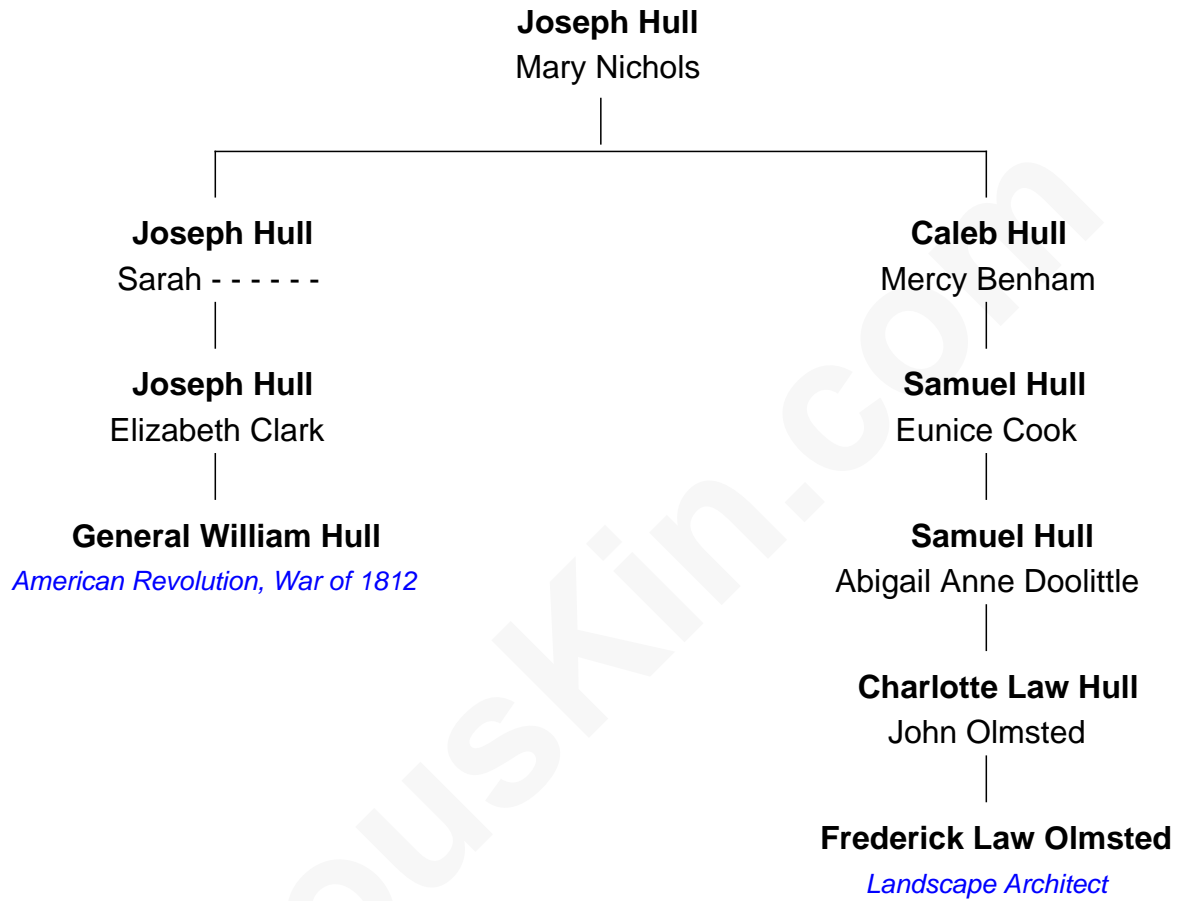 Joseph Hull
Mary Nichols
Joseph Hull
Sarah - - - - - -
Joseph Hull
Elizabeth Clark
General William Hull
American Revolution, War of 1812
Caleb Hull
Mercy Benham
Samuel Hull
Eunice Cook
Samuel Hull
Abigail Anne Doolittle
Charlotte Law Hull
John Olmsted
Frederick Law Olmsted
Landscape Architect
ouskin.com